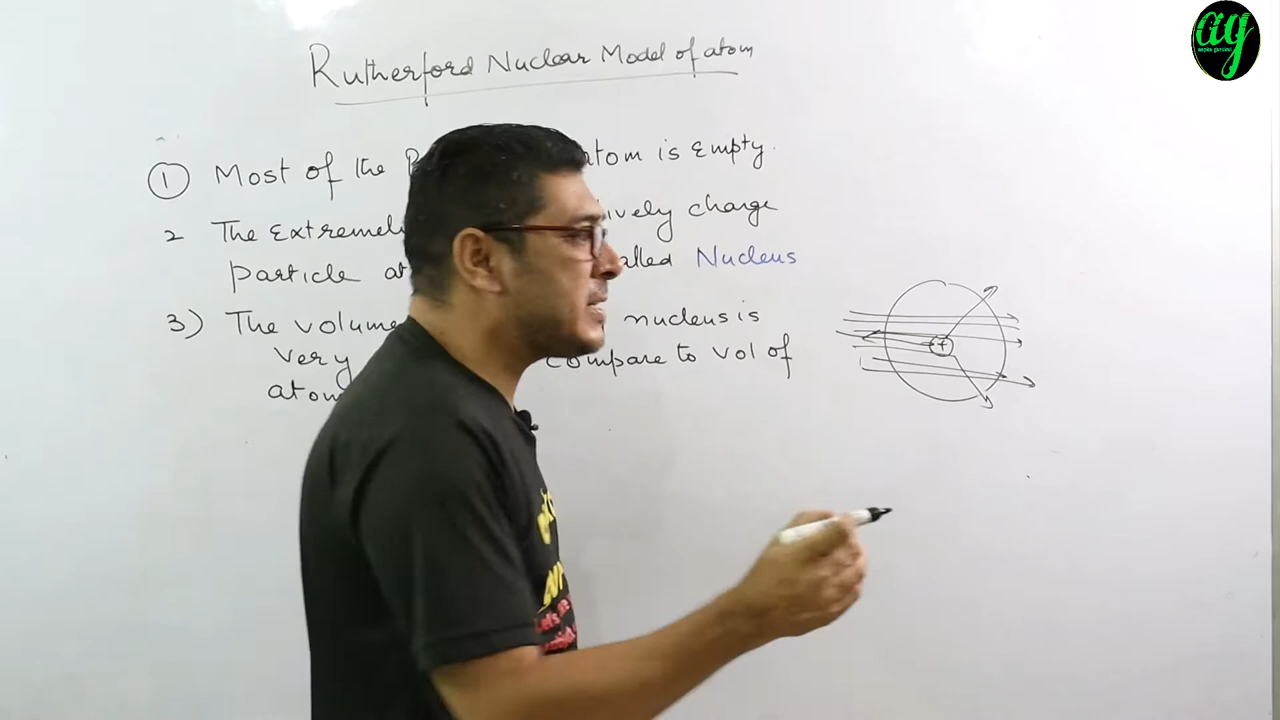 ag
Rutherford Nuclear Model of atom
1 Most of the atom is Empty.
2 The Extremel ively charge
particle at alled Nucleus
3) The volume nucleus is
very compare to vol of
atom
+